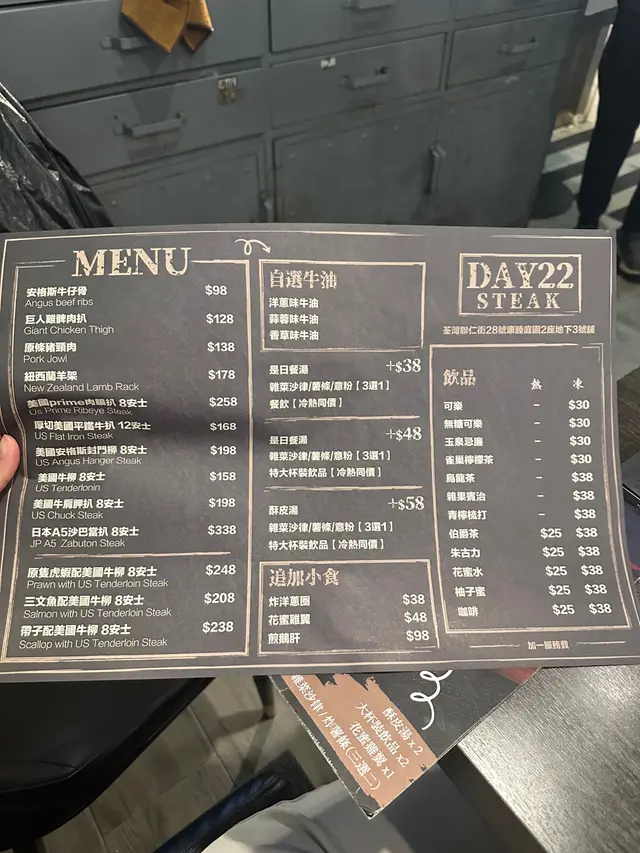 MENU
安格斯牛仔骨 $98
Angus beef ribs
巨人雞髀肉扒 $128
Giant Chicken Thigh
原條豬頸肉 $138
Pork Jowl
紐西蘭羊架 $178
New Zealand Lamb Rack
美國prime肉眼扒 8安士 $258
Us Prime Ribeye Steak
厚切美國平鐵牛扒 12安士 $168
US Flat Iron Steak
美國安格斯封門柳 8安士 $198
US Angus Hanger Steak
美國牛柳 8安士 $158
US Tenderlonin
美國牛肩胛扒 8安士 $198
US Chuck Steak
日本A5沙巴當扒 8安士 $338
JP A5 Zabuton Steak
原隻虎蝦配美國牛柳 8安士 $248
Prawn with US Tenderloin Steak
三文魚配美國牛柳 8安士 $208
Salmon with US Tenderloin Steak
帶子配美國牛柳 8安士 $238
Scallop with US Tenderloin Steak
自選牛油
洋蔥味牛油
蒜蓉味牛油
香草味牛油
是日餐湯 +$38
雜菜沙律/薯條/意粉【3選1】
餐飲【冷熱同價】
是日餐湯 +$48
雜菜沙律/薯條/意粉【3選1】
特大杯裝飲品【冷熱同價】
酥皮湯 +$58
雜菜沙律/薯條/意粉【3選1】
特大杯裝飲品【冷熱同價】
追加小食
炸洋蔥圈 $38
花蜜雞翼 $48
煎鵝肝 $98
DAY22
STEAK
荃灣聯仁街28號康睦庭園2座地下3號舖
飲品 熱 凍
可樂 - $30
無糖可樂 - $30
玉泉忌廉 - $30
雀巢檸檬茶 - $30
烏龍茶 - $38
雜果賓治 - $38
青檸梳打 - $38
伯爵茶 $25 $38
朱古力 $25 $38
花蜜水 $25 $38
柚子蜜 $25 $38
咖啡 $25 $38
加一服務費
酥皮湯 x2
大杯裝飲品 x2
花蜜雞翼 x1
雜菜沙律/炸薯條(三選二)